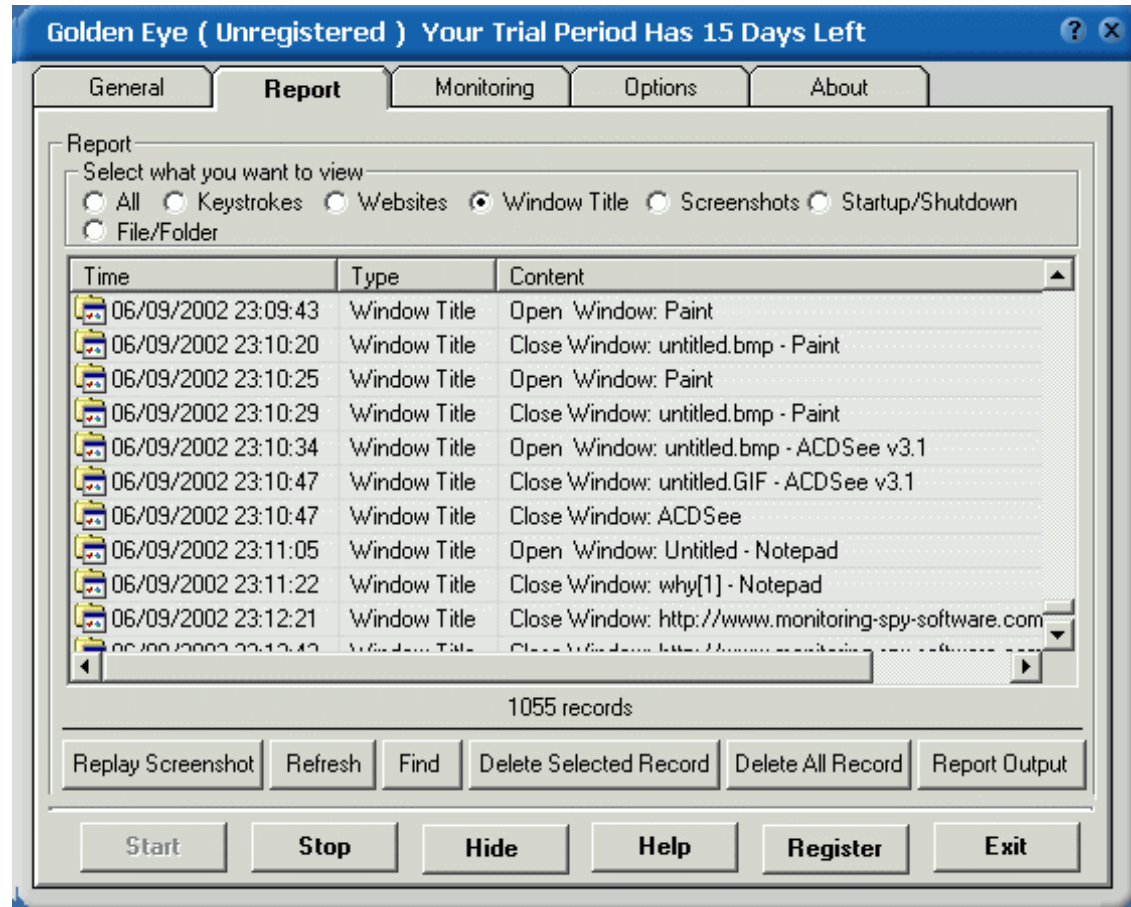 Golden Eye ( Unregistered )  Your Trial Period Has 15 Days Left
General Report Monitoring Options About
Report
Select what you want to view
All Keystrokes Websites Window Title Screenshots Startup/Shutdown
File/Folder
Time Type Content
06/09/2002 23:09:43 Window Title Open Window: Paint
06/09/2002 23:10:20 Window Title Close Window: untitled.bmp - Paint
06/09/2002 23:10:25 Window Title Open Window: Paint
06/09/2002 23:10:29 Window Title Close Window: untitled.bmp - Paint
06/09/2002 23:10:34 Window Title Open Window: untitled.bmp - ACDSee v3.1
06/09/2002 23:10:47 Window Title Close Window: untitled.GIF - ACDSee v3.1
06/09/2002 23:10:47 Window Title Close Window: ACDSee
06/09/2002 23:11:05 Window Title Open Window: Untitled - Notepad
06/09/2002 23:11:22 Window Title Close Window: why[1] - Notepad
06/09/2002 23:12:21 Window Title Close Window: http://www.monitoring-spy-software.com
1055 records
Replay Screenshot Refresh Find Delete Selected Record Delete All Record Report Output
Start Stop Hide Help Register Exit